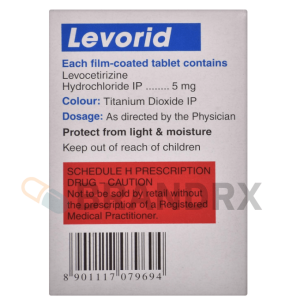 Levorid
Each film-coated tablet contains
Levocetirizine
Hydrochloride IP ........ 5 mg
Colour: Titanium Dioxide IP
Dosage: As directed by the Physician
Protect from light & moisture
Keep out of reach of children
SCHEDULE H PRESCRIPTION
DRUG – CAUTION
Not to be sold by retail without
the prescription of a Registered
Medical Practitioner.
8 901117 079694